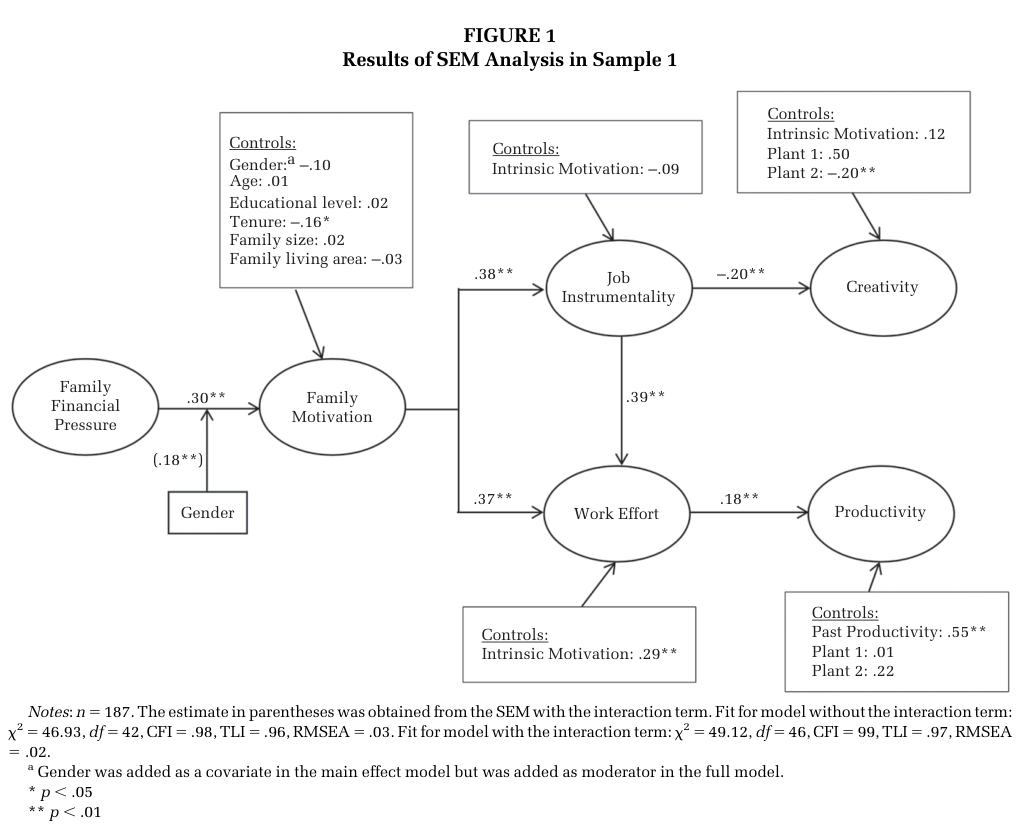 FIGURE 1
Results of SEM Analysis in Sample 1
Controls:
Gender:a –.10
Age: .01
Educational level: .02
Tenure: –.16*
Family size: .02
Family living area: –.03
Controls:
Intrinsic Motivation: –.09
Controls:
Intrinsic Motivation: .12
Plant 1: .50
Plant 2: –.20**
.38**
Job
Instrumentality
–.20**
Creativity
Family
Financial
Pressure
.30**
Family
Motivation
.39**
(.18**)
Gender
.37**
Work Effort
.18**
Productivity
Controls:
Intrinsic Motivation: .29**
Controls:
Past Productivity: .55**
Plant 1: .01
Plant 2: .22
Notes: n = 187. The estimate in parentheses was obtained from the SEM with the interaction term. Fit for model without the interaction term:
χ² = 46.93, df = 42, CFI = .98, TLI = .96, RMSEA = .03. Fit for model with the interaction term: χ² = 49.12, df = 46, CFI = 99, TLI = .97, RMSEA
= .02.
a Gender was added as a covariate in the main effect model but was added as moderator in the full model.
* p < .05
** p < .01